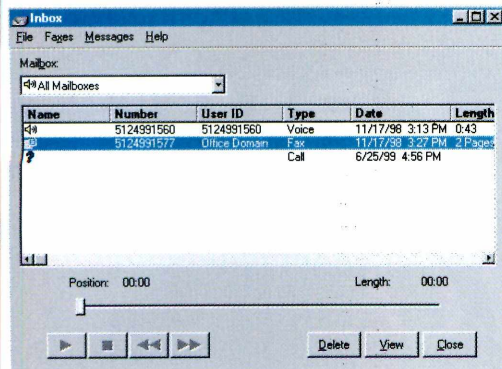 Inbox
File Faxes Messages Help
Mailbox:
All Mailboxes
Name Number User ID Type Date Length
5124991560 5124991560 Voice 11/17/98 3:13 PM 0:43
5124991577 Office Domain Fax 11/17/98 3:27 PM 2 Pages
? Call 6/25/99 4:56 PM
Position: 00:00 Length: 00:00
Delete View Close